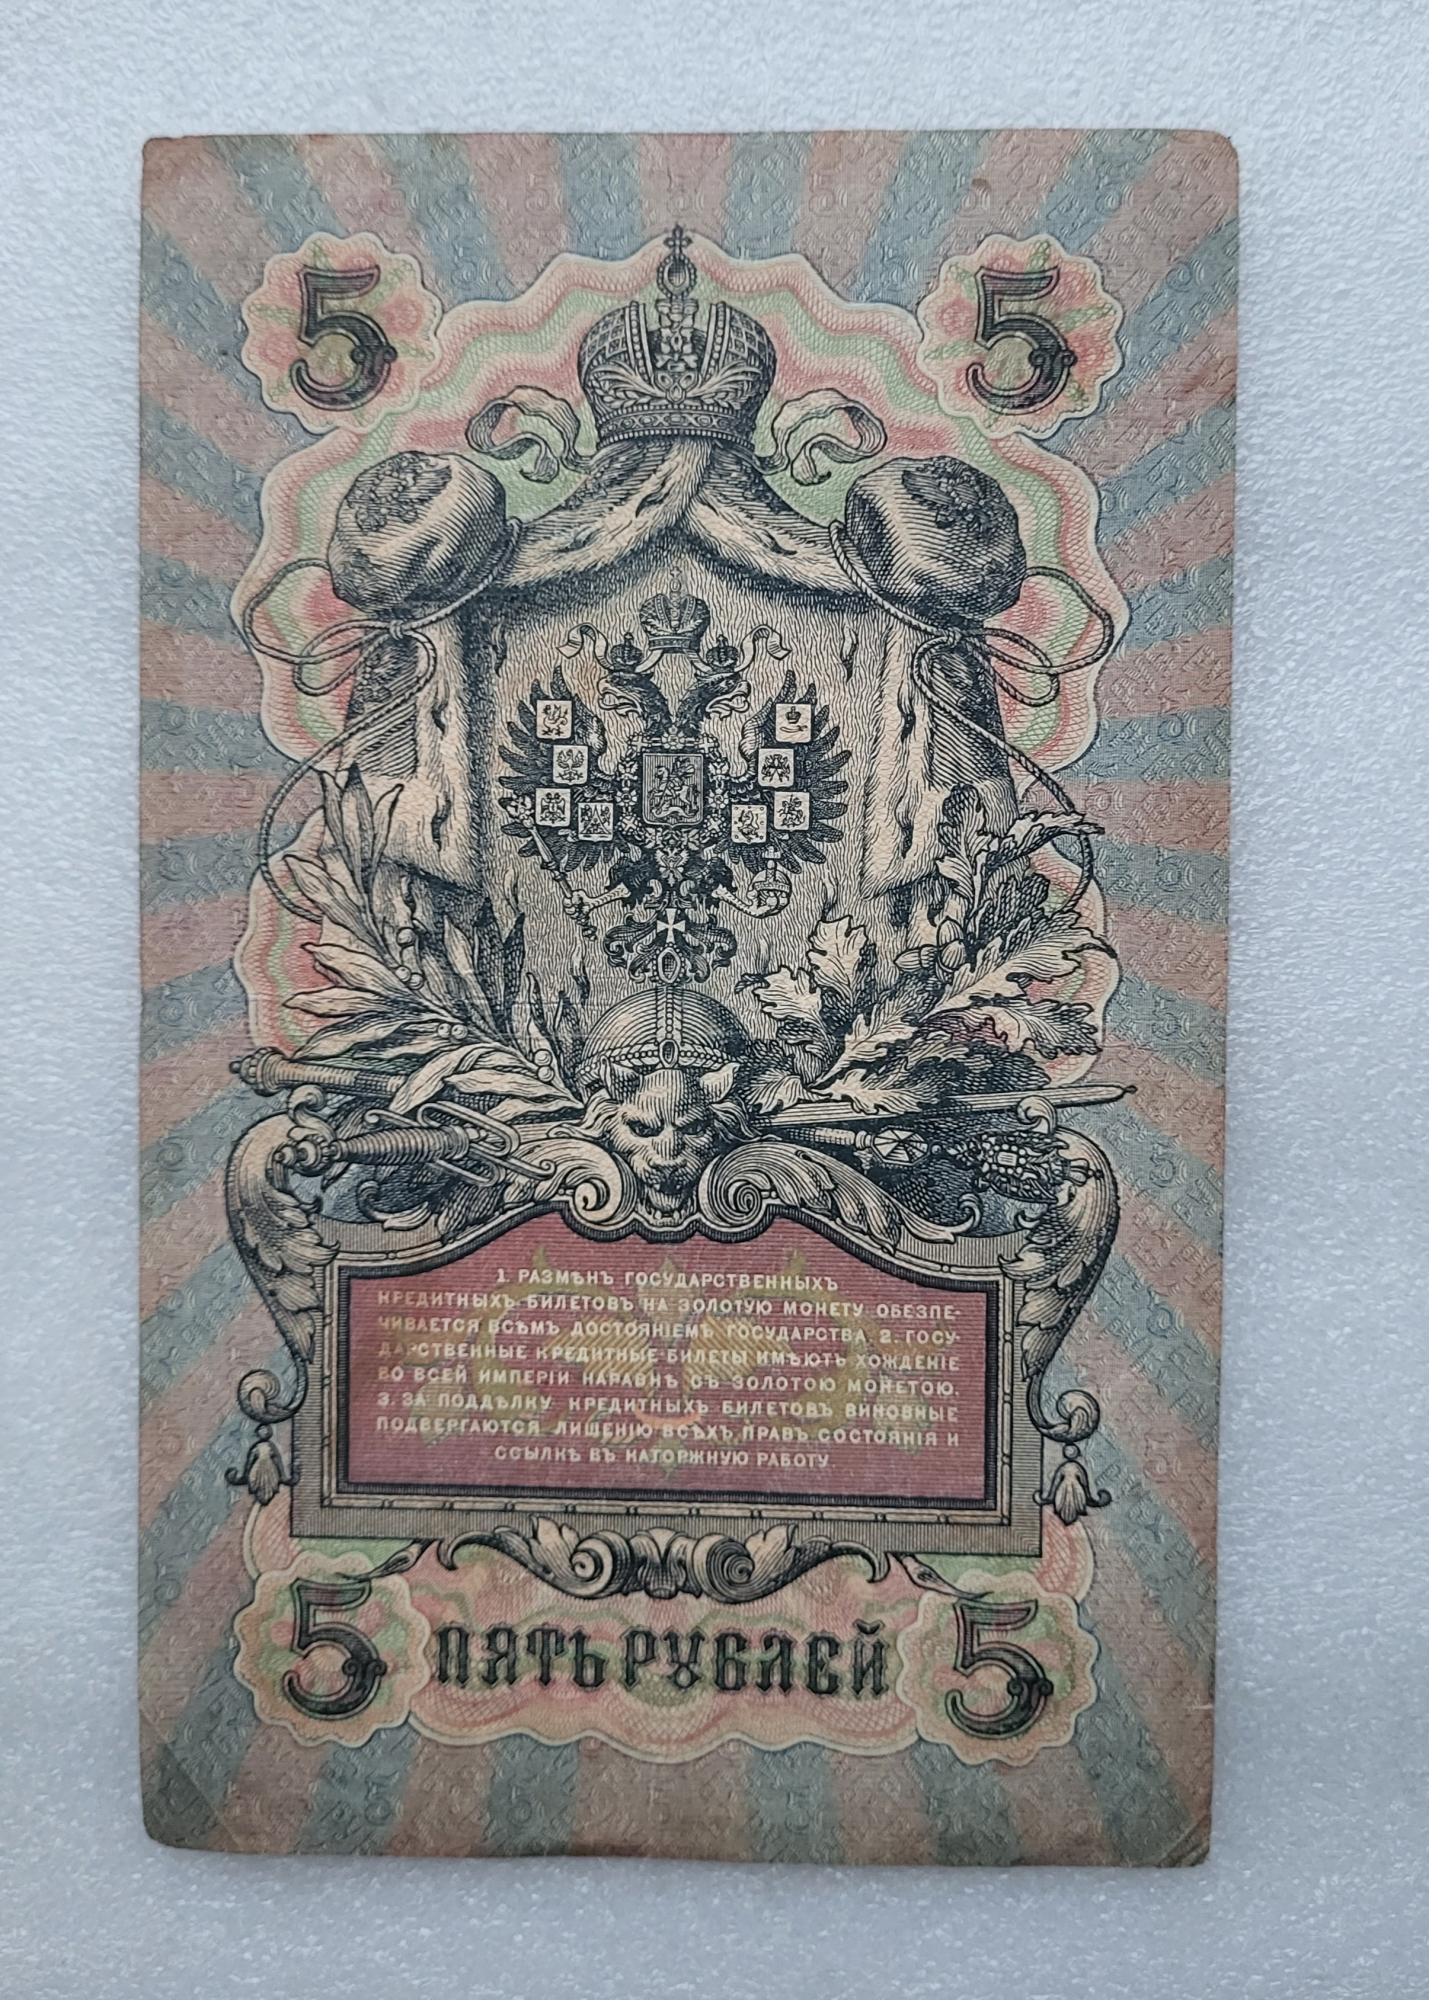 5 5
1. РАЗМѢНЪ ГОСУДАРСТВЕННЫХЪ
КРЕДИТНЫХЪ БИЛЕТОВЪ НА ЗОЛОТУЮ МОНЕТУ ОБЕЗПЕ-
ЧИВАЕТСЯ ВСѢМЪ ДОСТОЯНІЕМЪ ГОСУДАРСТВА. 2. ГОСУ-
ДАРСТВЕННЫЕ КРЕДИТНЫЕ БИЛЕТЫ ИМѢЮТЪ ХОЖДЕНІЕ
ВО ВСЕЙ ИМПЕРІИ НАРАВНѢ СЪ ЗОЛОТОЮ МОНЕТОЮ.
3. ЗА ПОДДѢЛКУ КРЕДИТНЫХЪ БИЛЕТОВЪ ВИНОВНЫЕ
ПОДВЕРГАЮТСЯ ЛИШЕНІЮ ВСѢХЪ ПРАВЪ СОСТОЯНІЯ И
ССЫЛКѢ ВЪ КАТОРЖНУЮ РАБОТУ.
5 ПЯТЬ РУБЛЕЙ 5